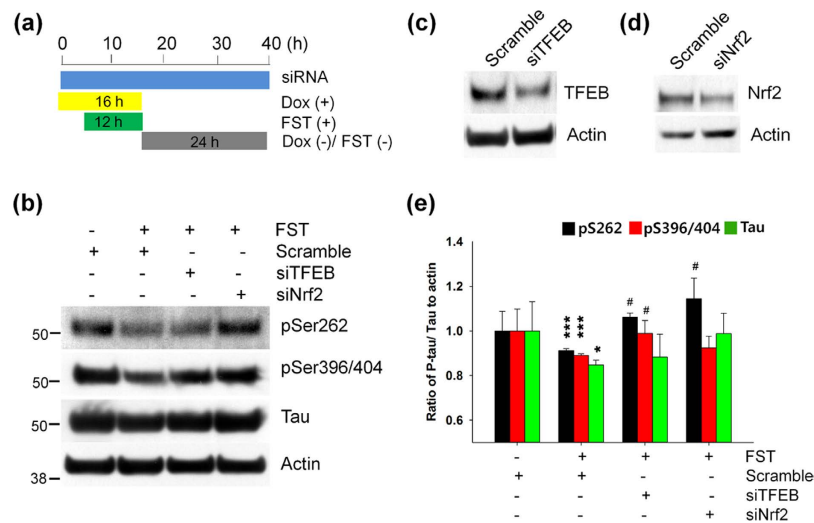 (a)
0 10 20 30 40 (h)
siRNA
16 h Dox (+)
12 h FST (+)
24 h Dox (-)/ FST (-)
(b)
- + + + FST
+ + - - Scramble
- - + - siTFEB
- - - + siNrf2
50 pSer262
50 pSer396/404
50 Tau
Actin
38
(c)
Scramble
siTFEB
TFEB
Actin
(d)
Scramble
siNrf2
Nrf2
Actin
(e)
pS262 pS396/404 Tau
Ratio of P-tau/ Tau to actin
1.4
1.2
1.0
0.8
0.6
*** *** * # # #
- + + + FST
+ + - - Scramble
- - + - siTFEB
- - - + siNrf2